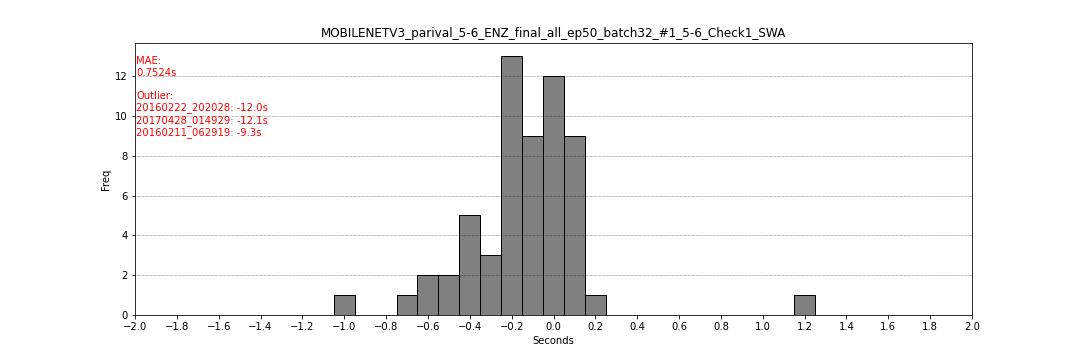 MOBILENETV3_parival_5-6_ENZ_final_all_ep50_batch32_#1_5-6_Check1_SWA
MAE:
0.7524s
Outlier:
20160222_202028: -12.0s
20170428_014929: -12.1s
20160211_062919: -9.3s
Freq
12
10
8
6
4
2
0
−2.0 −1.8 −1.6 −1.4 −1.2 −1.0 −0.8 −0.6 −0.4 −0.2 0.0 0.2 0.4 0.6 0.8 1.0 1.2 1.4 1.6 1.8 2.0
Seconds